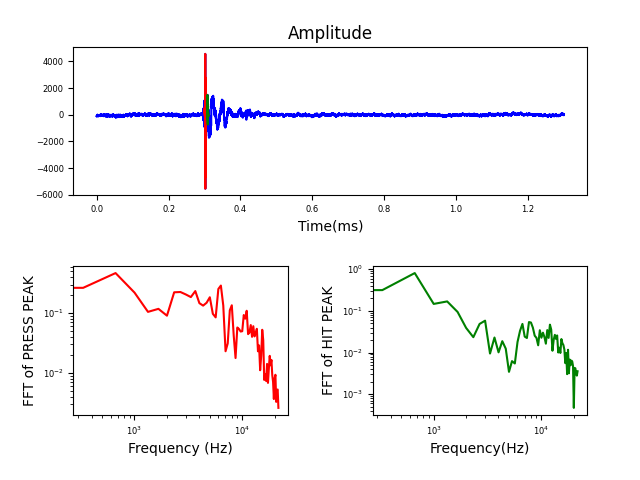 Amplitude
4000
2000
0
−2000
−4000
−6000
0.0 0.2 0.4 0.6 0.8 1.0 1.2
Time(ms)
FFT of PRESS PEAK
10⁻¹
10⁻²
10³ 10⁴
Frequency (Hz)
FFT of HIT PEAK
10⁰
10⁻¹
10⁻²
10⁻³
10³ 10⁴
Frequency(Hz)